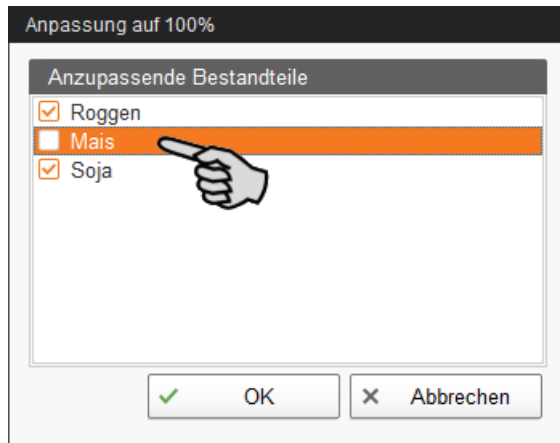 Anpassung auf 100%
Anzupassende Bestandteile
Roggen
Mais
Soja
OK
Abbrechen